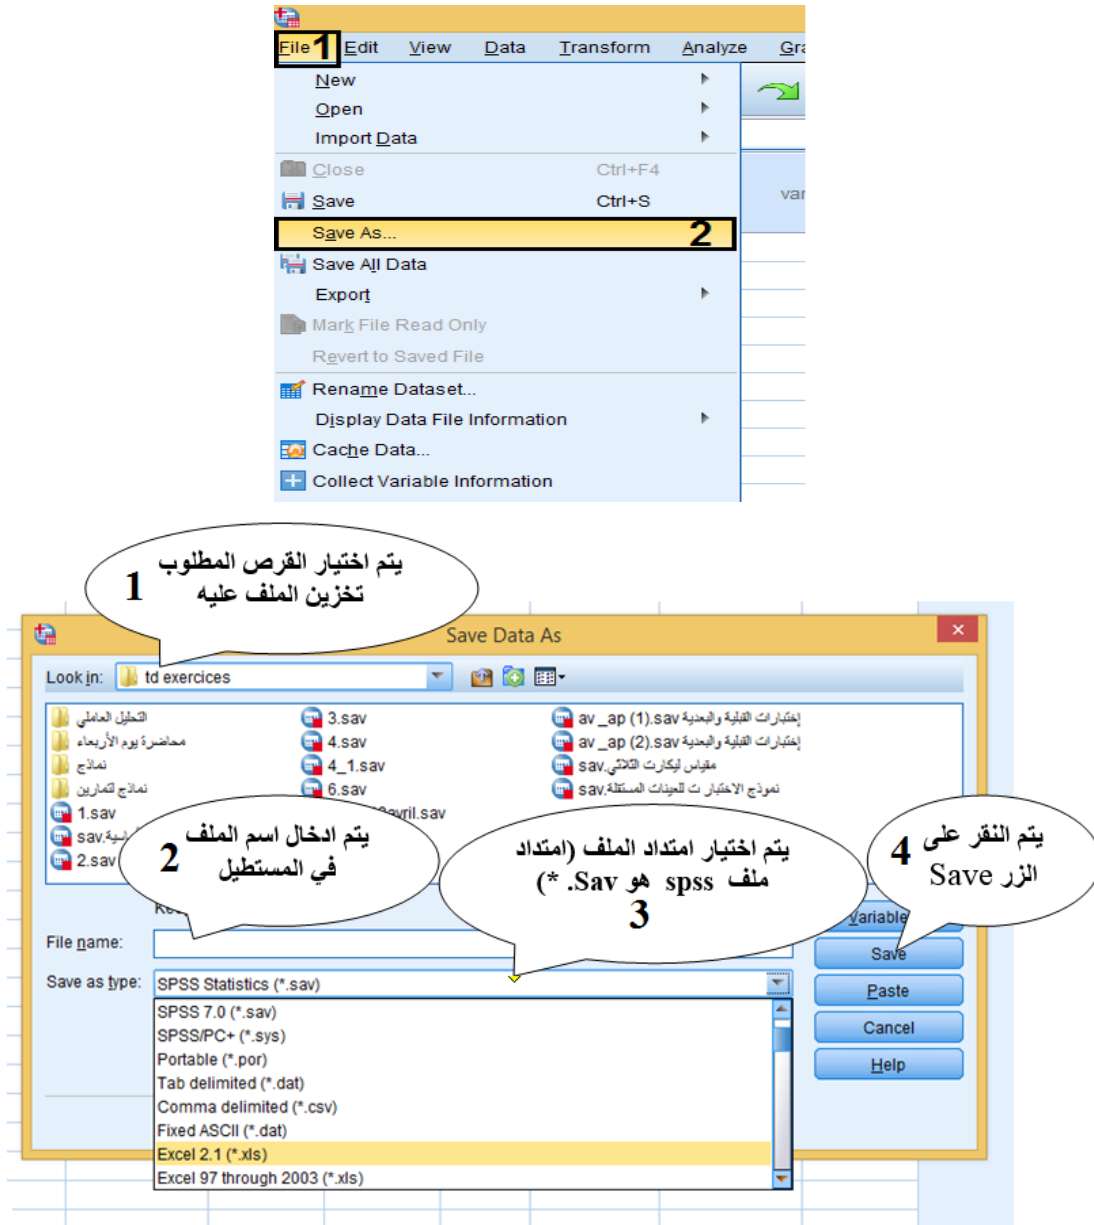 File 1 Edit View Data Transform Analyze
New
Open
Import Data
Close Ctrl+F4
Save Ctrl+S
Save As... 2
Save All Data
Export
Mark File Read Only
Revert to Saved File
Rename Dataset...
Display Data File Information
Cache Data...
Collect Variable Information
يتم اختيار القرص المطلوب
تخزين الملف عليه
1
Save Data As
Look in: td exercices
التحليل العاملي
محاضرة يوم الأربعاء
نماذج
نماذج لتمارين
1.sav
2.sav
3.sav
4.sav
4_1.sav
6.sav
إختبارات القبلية والبعدية av _ap (1).sav
إختبارات القبلية والبعدية av _ap (2).sav
مقياس ليكارت الثلاثي.sav
نموذج الاختبار ت للعينات المستقلة.sav
يتم ادخال اسم الملف
في المستطيل
2
يتم اختيار امتداد الملف (امتداد
ملف spss هو Sav. *)
3
يتم النقر على
الزر Save
4
File name:
Save as type: SPSS Statistics (*.sav)
SPSS 7.0 (*.sav)
SPSS/PC+ (*.sys)
Portable (*.por)
Tab delimited (*.dat)
Comma delimited (*.csv)
Fixed ASCII (*.dat)
Excel 2.1 (*.xls)
Excel 97 through 2003 (*.xls)
Variable
Save
Paste
Cancel
Help